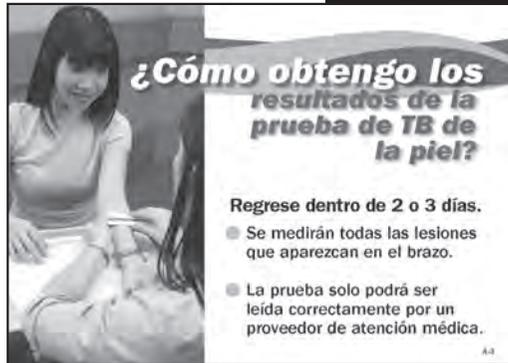 ¿Cómo obtengo los
resultados de la
prueba de TB de
la piel?
Regrese dentro de 2 o 3 días.
Se medirán todas las lesiones
que aparezcan en el brazo.
La prueba solo podrá ser
leída correctamente por un
proveedor de atención médica.